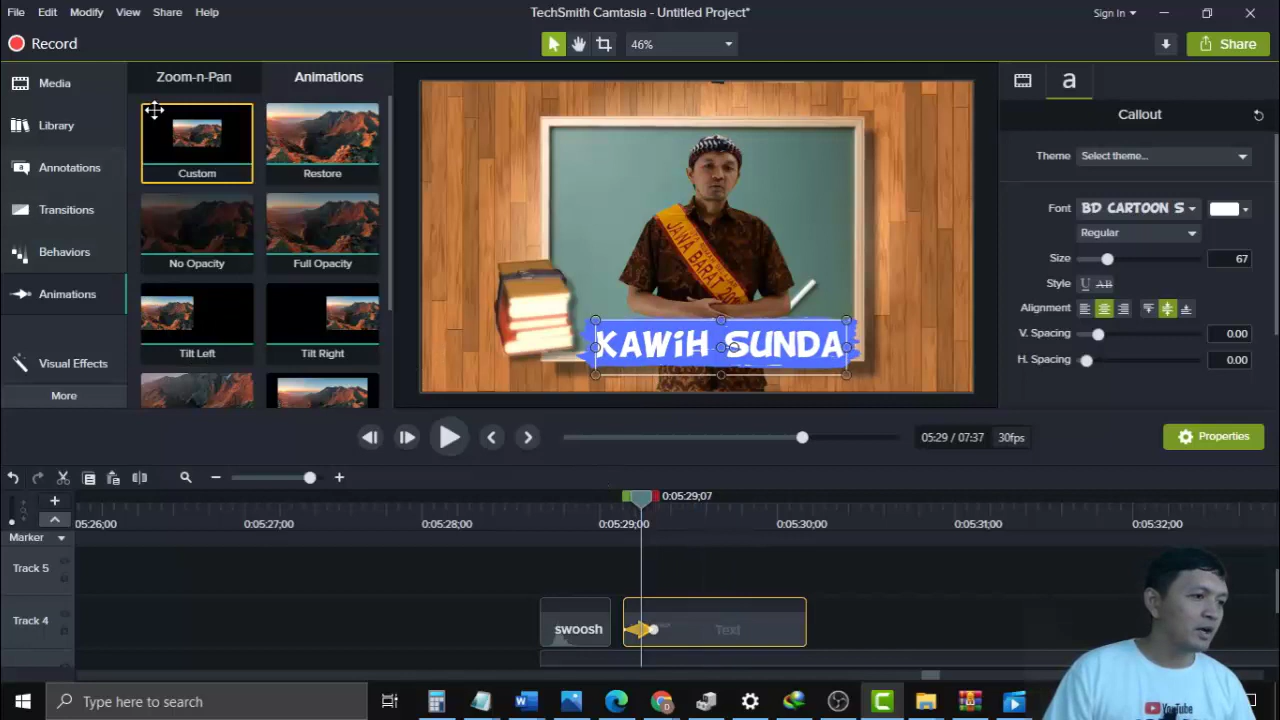 File Edit Modify View Share Help
TechSmith Camtasia - Untitled Project*
Sign In
Record
46%
Share
Media
Library
Annotations
Transitions
Behaviors
Animations
Visual Effects
More
Zoom-n-Pan
Animations
Custom
Restore
No Opacity
Full Opacity
Tilt Left
Tilt Right
JAWA BARAT
KAWiH SUNDA
a
Callout
Theme Select theme...
Font BD CARTOON S
Regular
Size 67
Style U AB
Alignment
V. Spacing 0.00
H. Spacing 0.00
05:29 / 07:37 30fps
Properties
0:05:29;07
05:26;00 0:05:27;00 0:05:28;00 0:05:29;00 0:05:30;00 0:05:31;00 0:05:32;00
Marker
Track 5
Track 4
swoosh
Text
Type here to search
YouTube